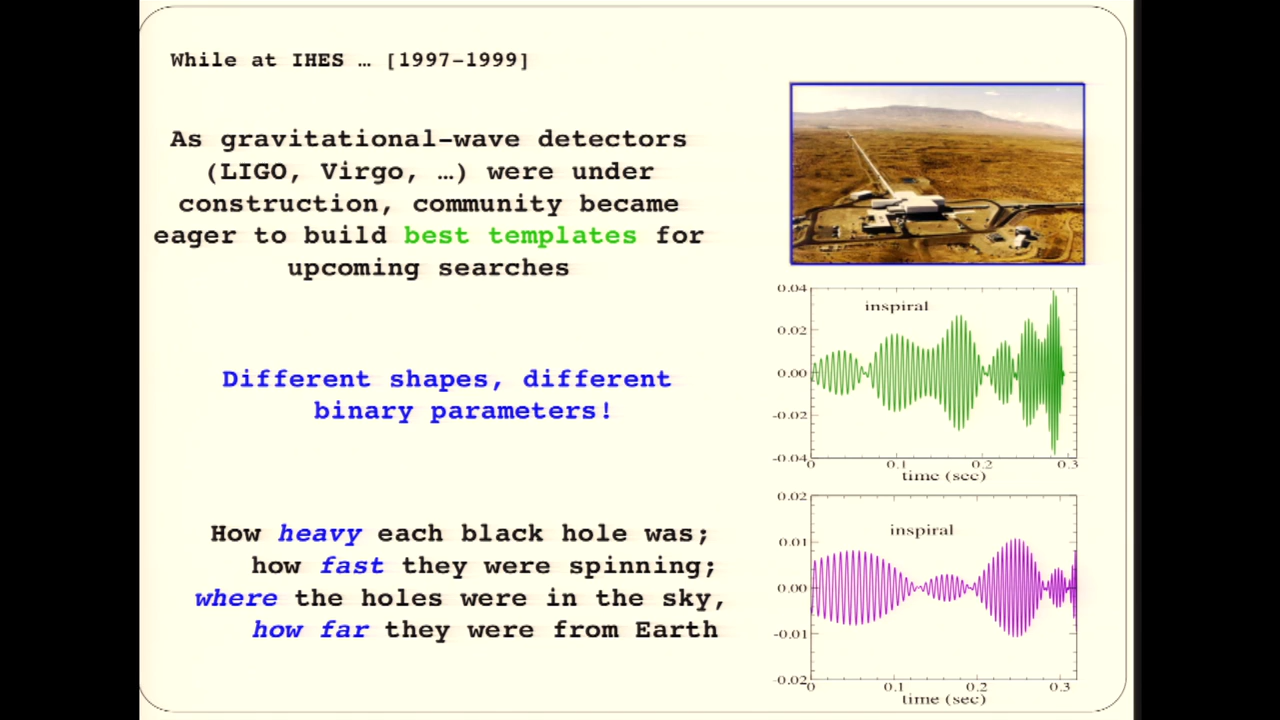 While at IHES … [1997-1999]
As gravitational-wave detectors
(LIGO, Virgo, …) were under
construction, community became
eager to build best templates for
upcoming searches
Different shapes, different
binary parameters!
How heavy each black hole was;
how fast they were spinning;
where the holes were in the sky,
how far they were from Earth
0.04
inspiral
0.02
0.00
-0.02
-0.04
0 0.1 0.2 0.3
time (sec)
0.02
inspiral
0.01
0.00
-0.01
-0.02
0 0.1 0.2 0.3
time (sec)